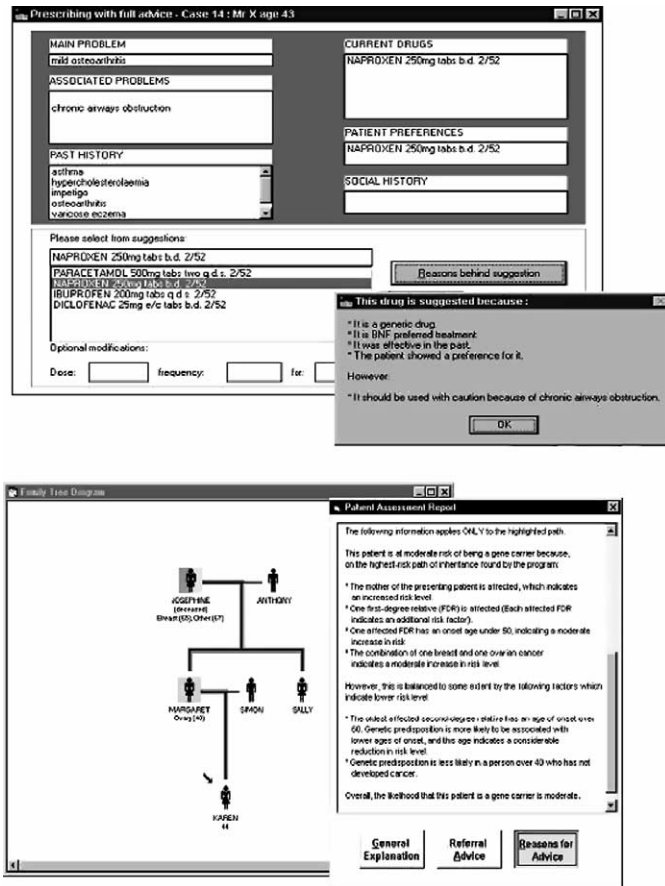 Prescribing with full advice - Case 14 : Mr X age 43
MAIN PROBLEM
mild osteoarthritis
ASSOCIATED PROBLEMS
chronic airways obstruction
PAST HISTORY
asthma
hypercholesterolaemia
impetigo
osteoarthritis
varicose eczema
CURRENT DRUGS
NAPROXEN 250mg tabs b.d. 2/52
PATIENT PREFERENCES
NAPROXEN 250mg tabs b.d. 2/52
SOCIAL HISTORY
Please select from suggestions:
NAPROXEN 250mg tabs b.d. 2/52
PARACETAMOL 500mg tabs two q.d.s. 2/52
NAPROXEN 250mg tabs b.d. 2/52
IBUPROFEN 200mg tabs q.d.s. 2/52
DICLOFENAC 25mg e/c tabs b.d. 2/52
Reasons behind suggestion
Optional modifications:
Dose:
frequency:
for:
This drug is suggested because :
* It is a generic drug.
* It is BNF preferred treatment.
* It was effective in the past.
* The patient showed a preference for it.
However:
* It should be used with caution because of chronic airways obstruction.
OK
Family Tree Diagram
JOSEPHINE
(deceased)
Breast (65), Other (67)
ANTHONY
MARGARET
Ovary (40)
SIMON
SALLY
KAREN
44
Patient Assessment Report
The following information applies ONLY to the highlighted path.
This patient is at moderate risk of being a gene carrier because,
on the highest-risk path of inheritance found by the program:
* The mother of the presenting patient is affected, which indicates
an increased risk level.
* One first-degree relative (FDR) is affected (Each affected FDR
indicates an additional risk factor).
* One affected FDR has an onset age under 50, indicating a moderate
increase in risk
* The combination of one breast and one ovarian cancer
indicates a moderate increase in risk level
However, this is balanced to some extent by the following factors which
indicate lower risk level
* The oldest affected second-degree relative has an age of onset over
60. Genetic predisposition is more likely to be associated with
lower ages of onset, and this age indicates a considerable
reduction in risk level.
* Genetic predisposition is less likely in a person over 40 who has not
developed cancer.
Overall, the likelihood that this patient is a gene carrier is moderate.
General
Explanation
Referral
Advice
Reasons for
Advice